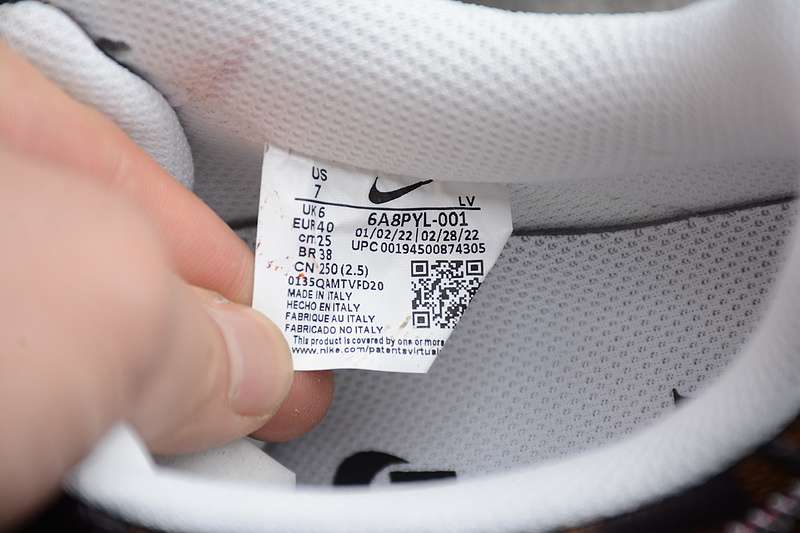 US
7
LV
UK 6
6A8PYL-001
EUR 40
01/02/22 | 02/28/22
cm 25
UPC 00194500874305
BR 38
CN 250 (2.5)
0135QAMTVFD20
MADE IN ITALY
HECHO EN ITALY
FABRIQUE AU ITALY
FABRICADO NO ITALY
This product is covered by one or more
www.nike.com/patentsvirtual